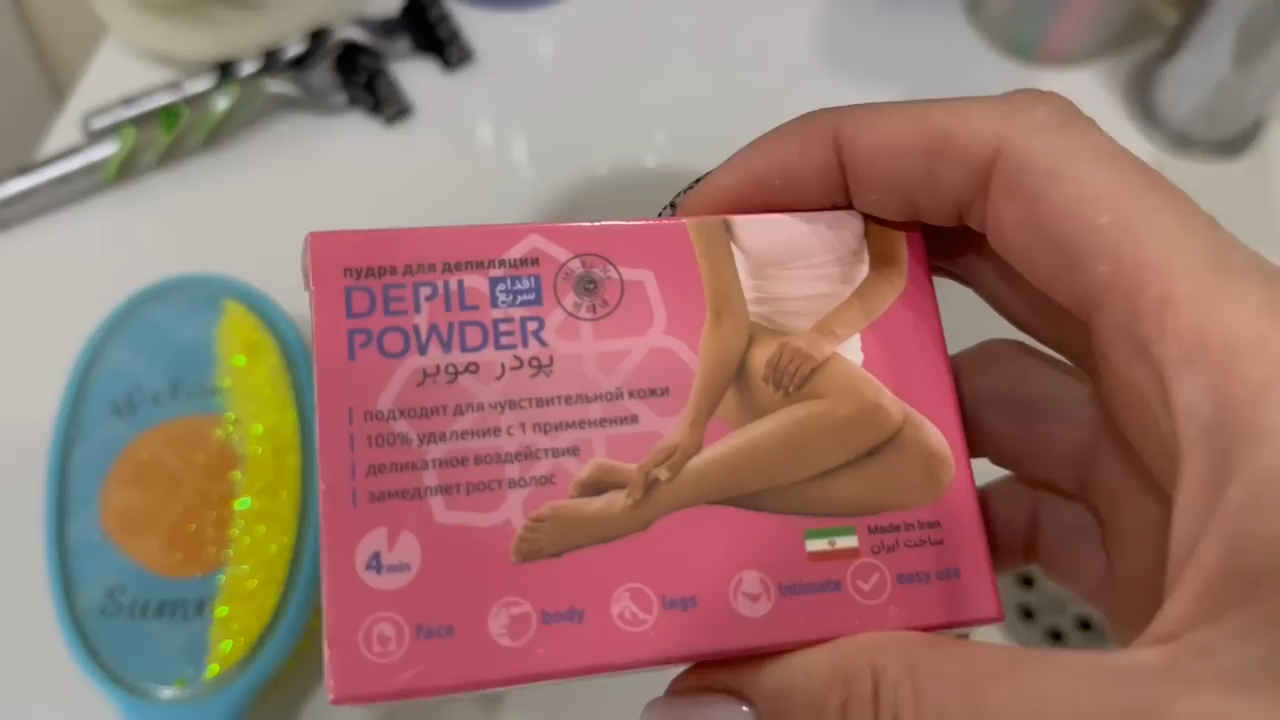 пудра для депиляции
DEPIL اقدام سریع
POWDER
پودر موبر
подходит для чувствительной кожи
100% удаление с 1 применения
деликатное воздействие
замедляет рост волос
4 min
Made in Iran
ساخت ایران
face
body
legs
intimate
easy use